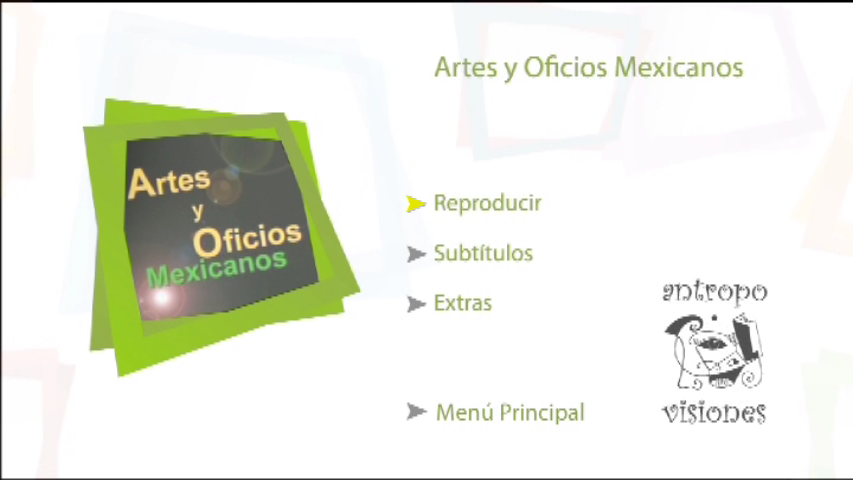 Artes y Oficios Mexicanos
Artes
y
Oficios
Mexicanos
Reproducir
Subtítulos
Extras
Menú Principal
antropo
visiones